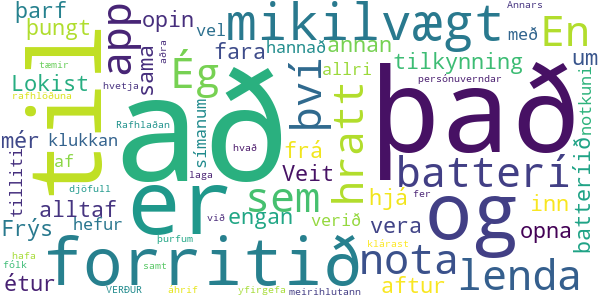 þarf
opin
mikilvægt
Annars
app
vel
með
En
þungt
Ég
fara
hannað
annan
til
að
það
tæmir
hvetja
sama
aðra
allri
tilkynning
um
Lokist
rafhlöðuna
því
hratt
persónuverndar
notkuni
mér
klukkan
Rafhlaðan
símanum
hvað
frá
batterí
af
sem
Veit
batteríið
tilliti
djöfull
er
laga
hjá
og
inn
alltaf
engan
við
verið
vera
opna
Frýs
hefur
þurfum
fer
hafa
forritið
nota
lenda
klárast
étur
fólk
samt
yfirgefa
aftur
VERÐUR
áhrif
meirihlutann